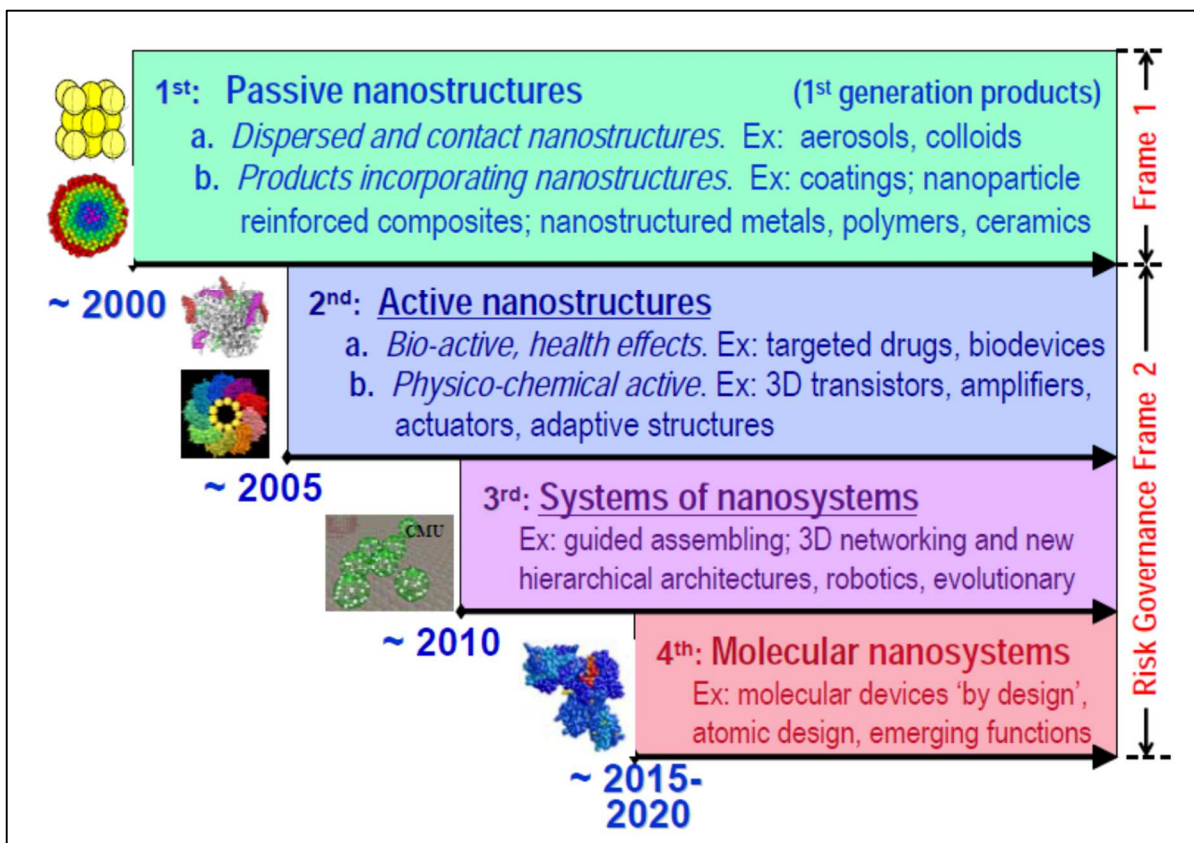 1st: Passive nanostructures (1st generation products)
a. Dispersed and contact nanostructures. Ex: aerosols, colloids
b. Products incorporating nanostructures. Ex: coatings; nanoparticle
reinforced composites; nanostructured metals, polymers, ceramics
~ 2000
2nd: Active nanostructures
a. Bio-active, health effects. Ex: targeted drugs, biodevices
b. Physico-chemical active. Ex: 3D transistors, amplifiers,
actuators, adaptive structures
~ 2005
CMU
3rd: Systems of nanosystems
Ex: guided assembling; 3D networking and new
hierarchical architectures, robotics, evolutionary
~ 2010
4th: Molecular nanosystems
Ex: molecular devices ‘by design’,
atomic design, emerging functions
~ 2015-
2020
Frame 1
Risk Governance Frame 2